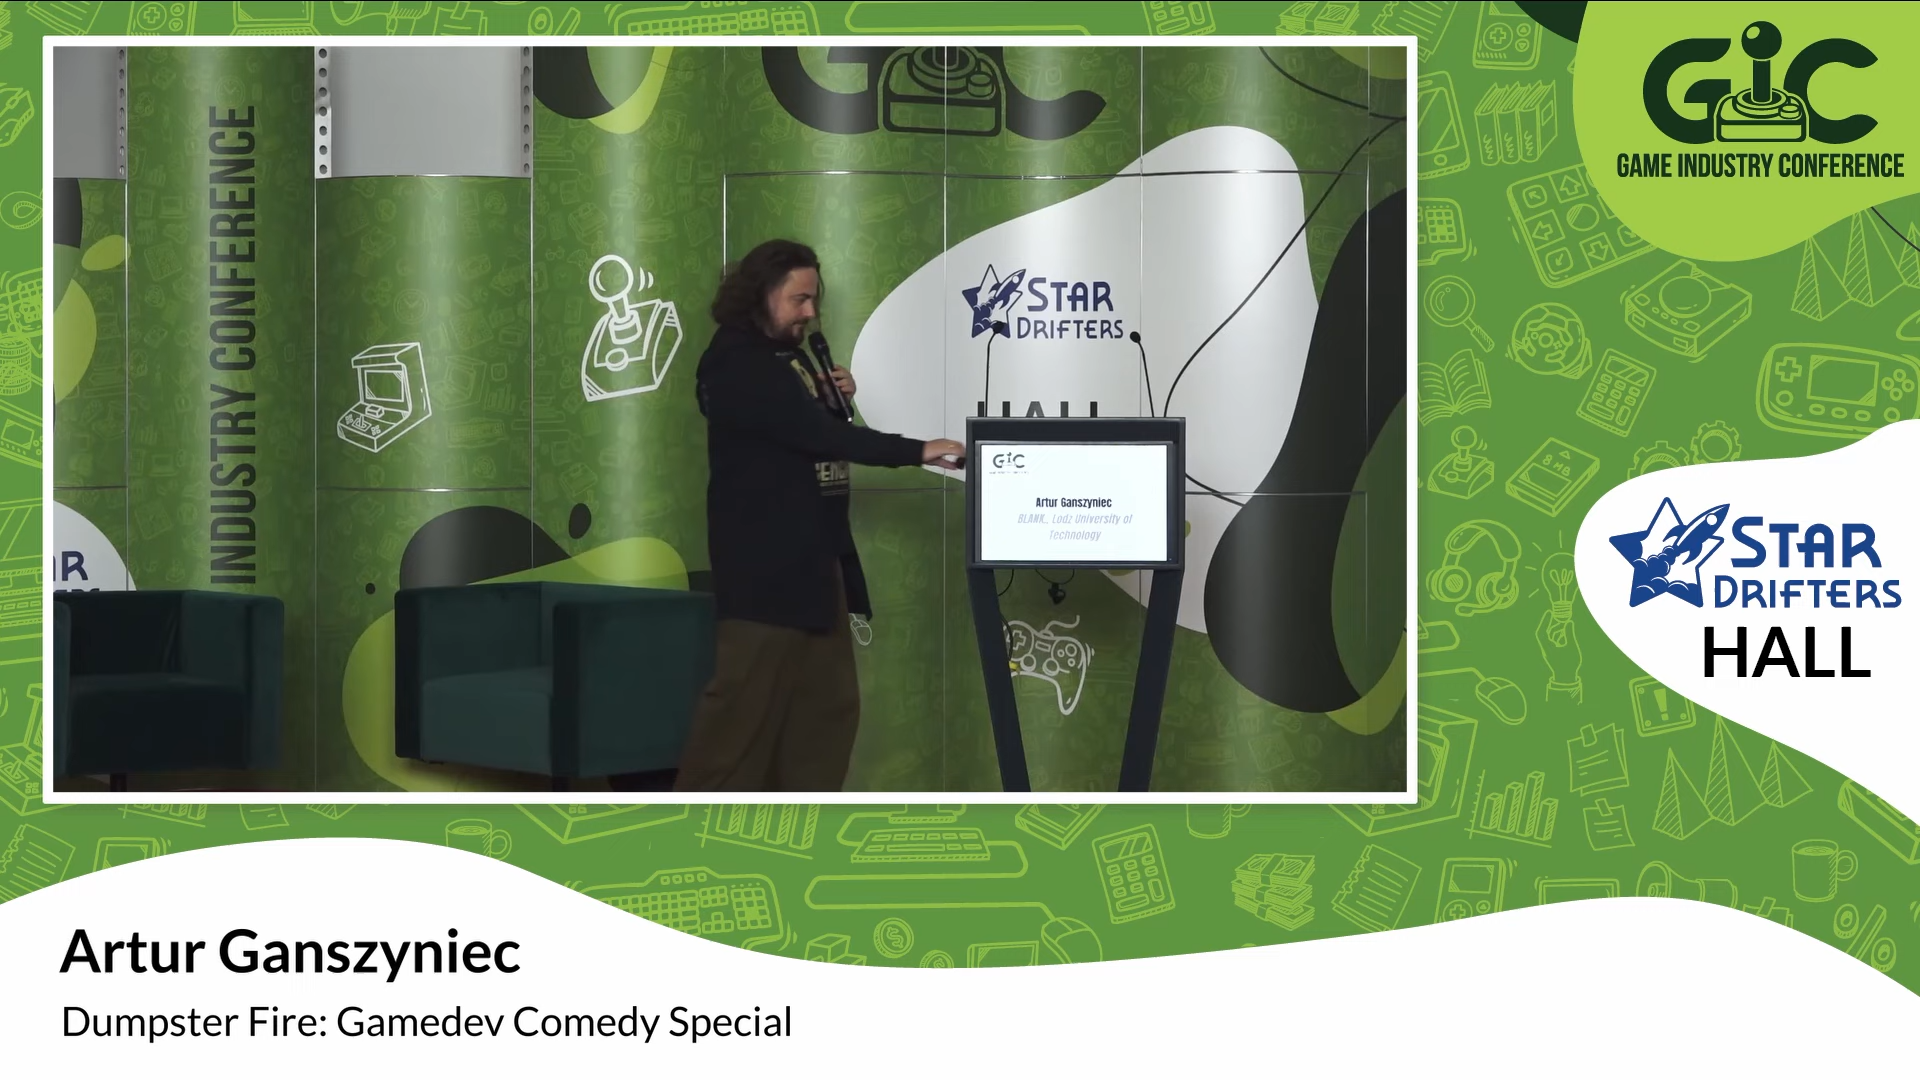 GiC
GAME INDUSTRY CONFERENCE
INDUSTRY CONFERENCE
STAR
DRIFTERS
HALL
GiC
Artur Ganszyniec
BLANK., Lodz University of
Technology
STAR
DRIFTERS
HALL
Artur Ganszyniec
Dumpster Fire: Gamedev Comedy Special